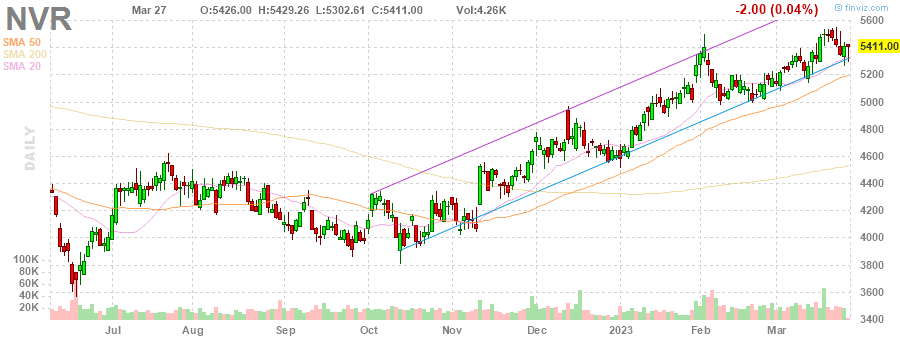 NVR Mar 27 O:5426.00 H:5429.26 L:5302.61 C:5411.00 Vol:4.26K -2.00 (0.04%) © finviz.com
SMA 50
SMA 200
SMA 20
DAILY
5600
5411.00
5200
5000
4800
4600
4400
4200
4000
3800
3600
3400
100K
80K
60K
40K
20K
Jul Aug Sep Oct Nov Dec 2023 Feb Mar